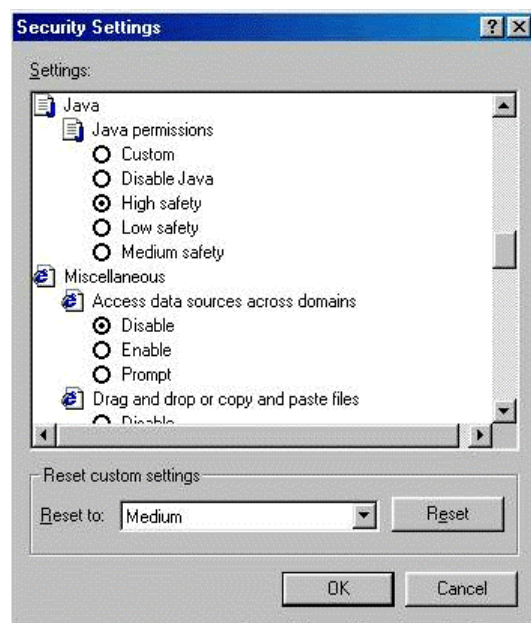 Security Settings
Settings:
Java
Java permissions
Custom
Disable Java
High safety
Low safety
Medium safety
Miscellaneous
Access data sources across domains
Disable
Enable
Prompt
Drag and drop or copy and paste files
Disable
Reset custom settings
Reset to: Medium Reset
OK Cancel